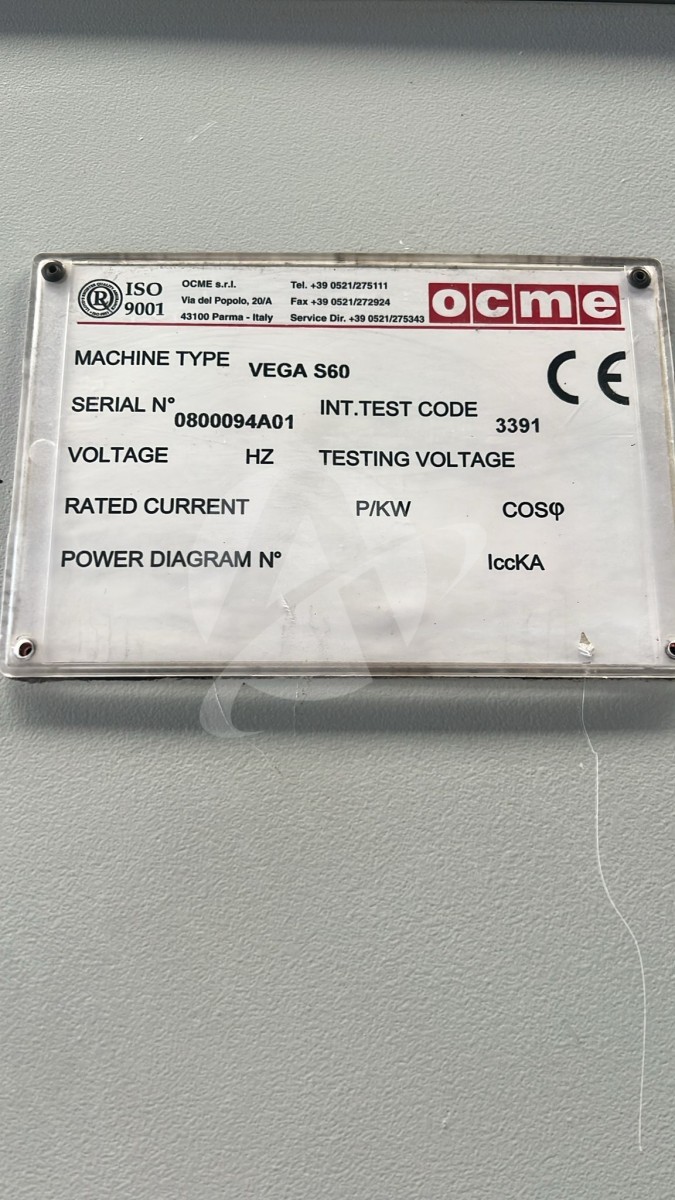 R
ISO
9001
OCME s.r.l.
Via del Popolo, 20/A
43100 Parma - Italy
Tel. +39 0521/275111
Fax +39 0521/272924
Service Dir. +39 0521/275343
ocme
MACHINE TYPE VEGA S60
CE
SERIAL N° 0800094A01 INT.TEST CODE 3391
VOLTAGE HZ TESTING VOLTAGE
RATED CURRENT P/KW COSφ
POWER DIAGRAM N° IccKA